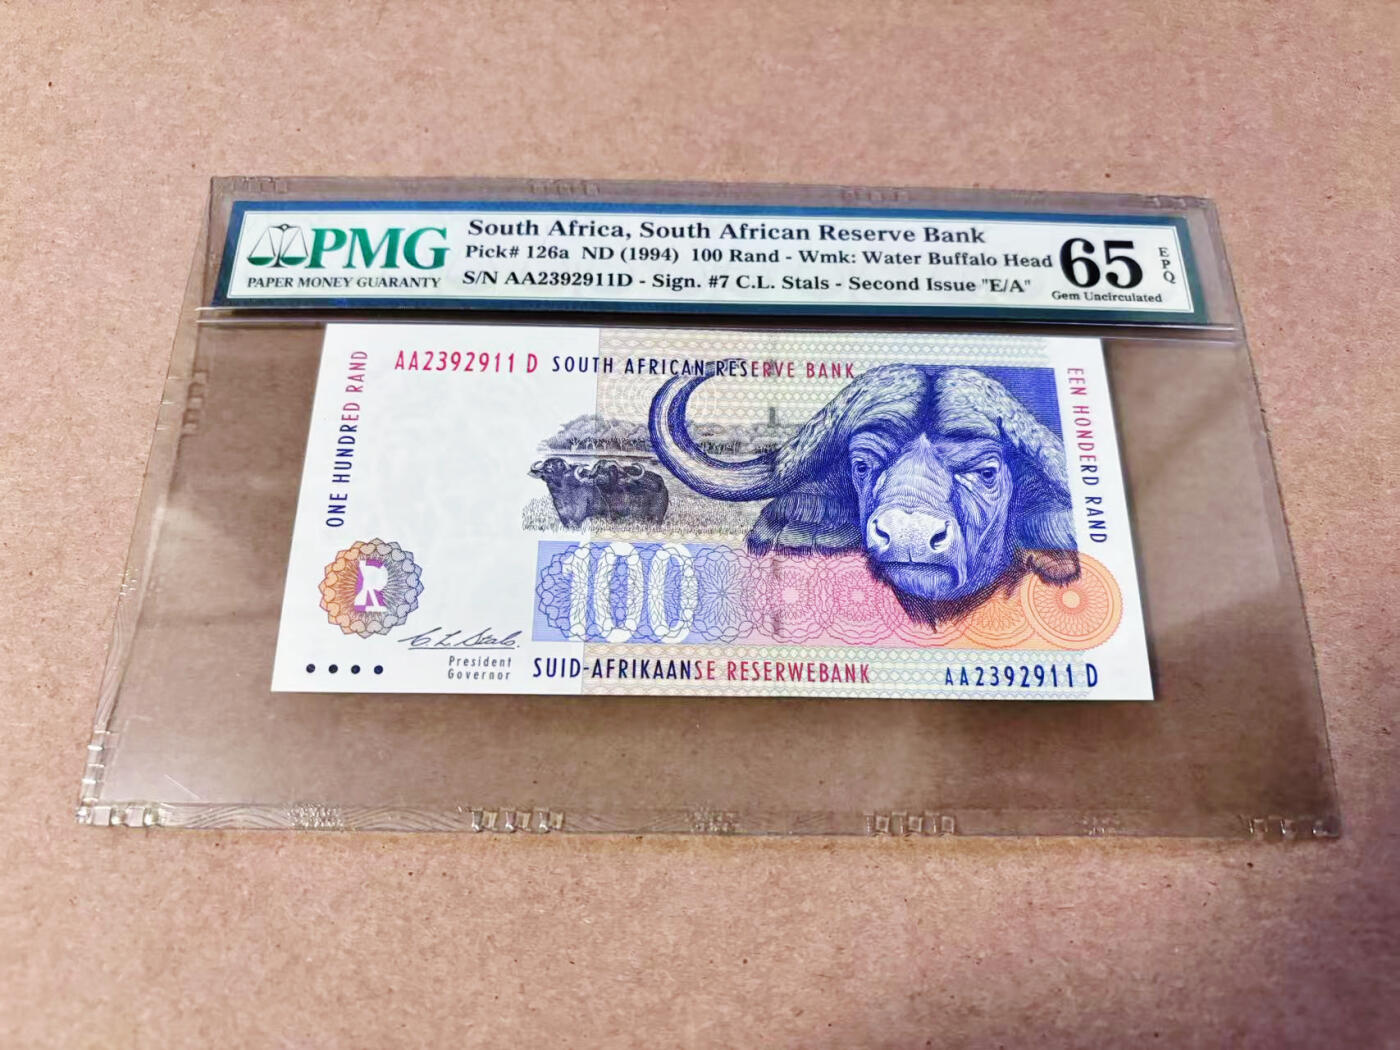 PMG
PAPER MONEY GUARANTY
South Africa, South African Reserve Bank
Pick# 126a ND (1994) 100 Rand - Wmk: Water Buffalo Head
S/N AA2392911D - Sign. #7 C.L. Stals - Second Issue "E/A"
65
EPQ
Gem Uncirculated
AA2392911 D SOUTH AFRICAN RESERVE BANK
ONE HUNDRED RAND
EEN HONDERD RAND
R
100
C L Stals.
President
Governor
SUID-AFRIKAANSE RESERWEBANK
AA2392911 D